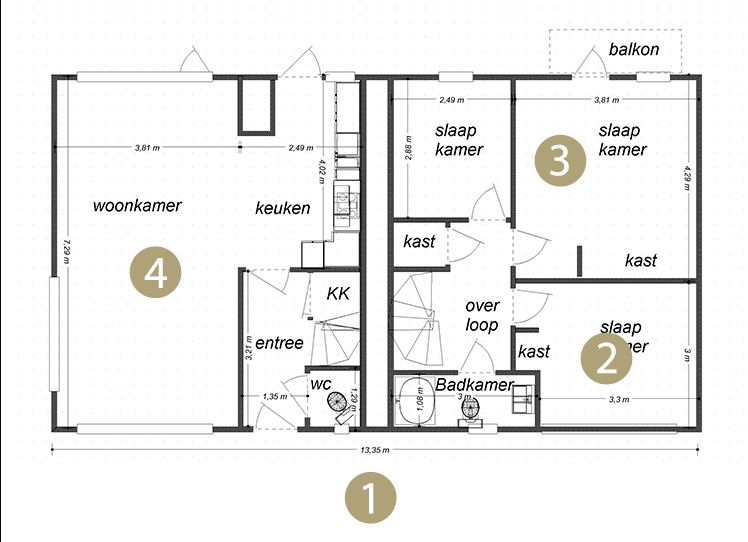 balkon
2,49 m
3,81 m
slaap
kamer
slaap
kamer
3
2,88 m
4,29 m
3,81 m
2,49 m
4,02 m
woonkamer
keuken
7,29 m
4
kast
kast
KK
over
loop
entree
3,21 m
slaap
2
kast
3 m
wc
1,35 m
1,29 m
Badkamer
1,08 m
3 m
3,3 m
13,35 m
1